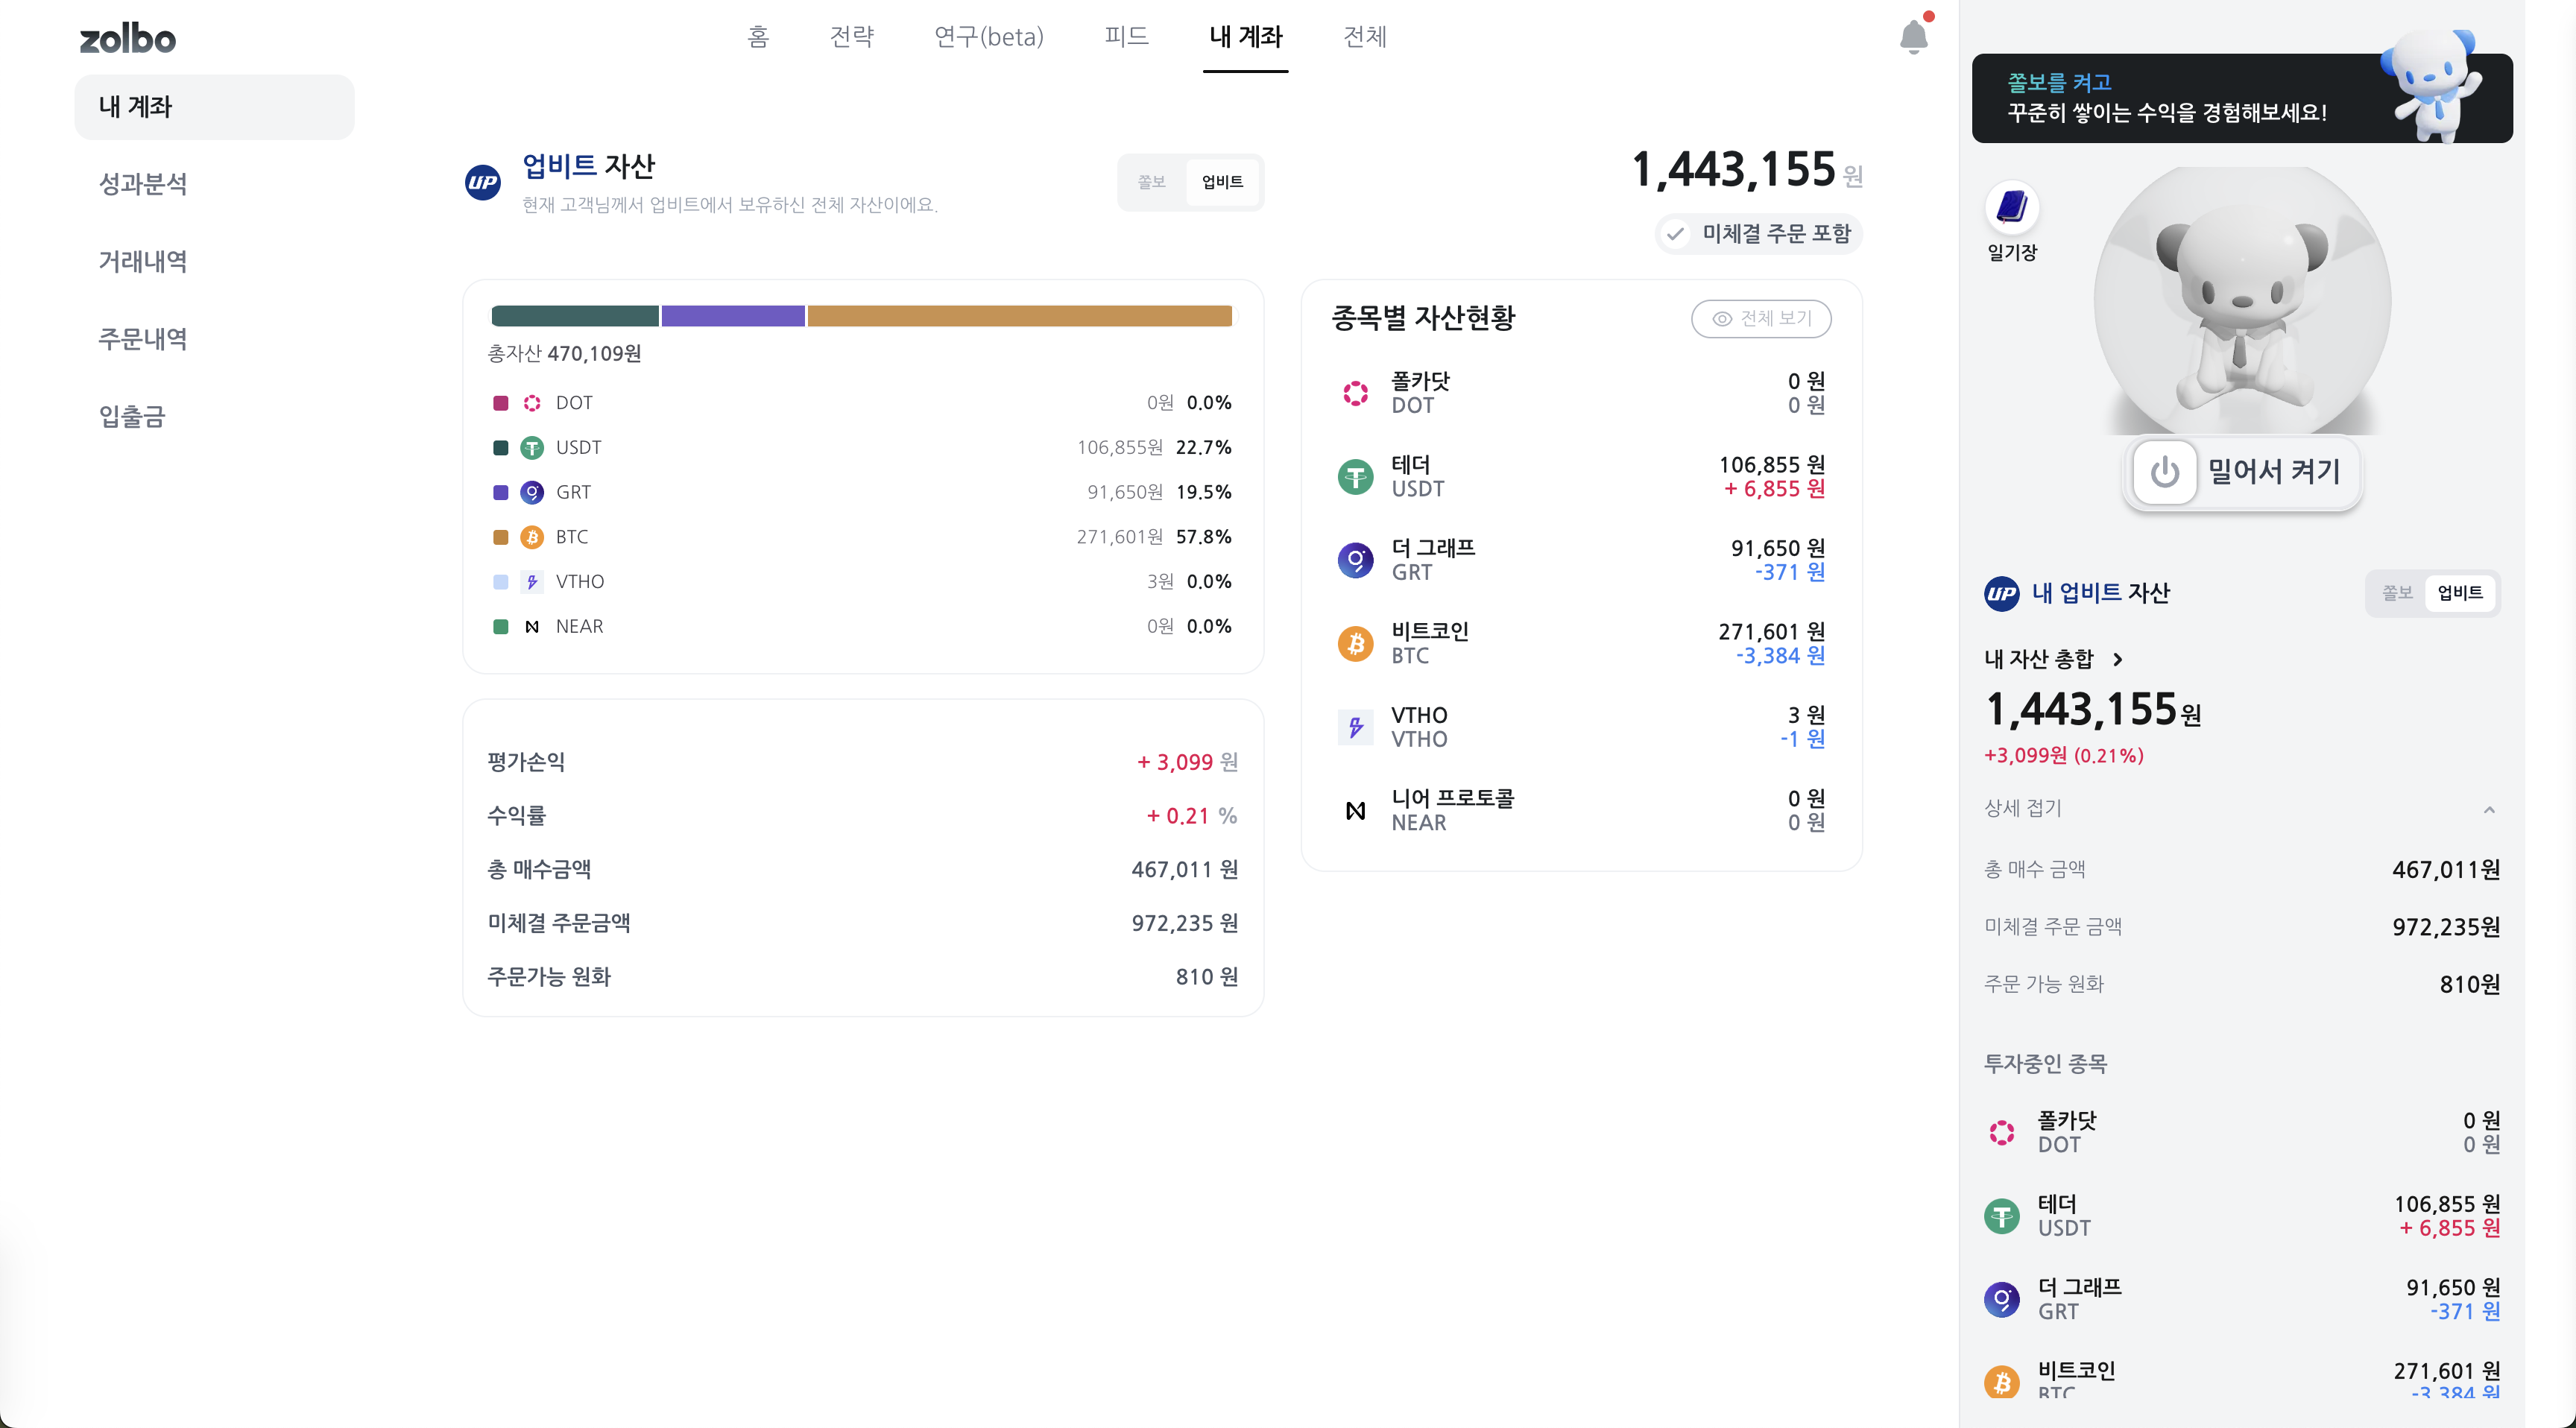 zolbo
홈
전략
연구(beta)
피드
내 계좌
전체
내 계좌
성과분석
거래내역
주문내역
입출금
UP
업비트 자산
현재 고객님께서 업비트에서 보유하신 전체 자산이에요.
쫄보
업비트
1,443,155 원
미체결 주문 포함
총자산 470,109원
DOT 0원 0.0%
USDT 106,855원 22.7%
GRT 91,650원 19.5%
BTC 271,601원 57.8%
VTHO 3원 0.0%
NEAR 0원 0.0%
평가손익 + 3,099 원
수익률 + 0.21 %
총 매수금액 467,011 원
미체결 주문금액 972,235 원
주문가능 원화 810 원
종목별 자산현황
전체 보기
폴카닷 0 원
DOT 0 원
테더 106,855 원
USDT + 6,855 원
더 그래프 91,650 원
GRT -371 원
비트코인 271,601 원
BTC -3,384 원
VTHO 3 원
VTHO -1 원
니어 프로토콜 0 원
NEAR 0 원
쫄보를 켜고
꾸준히 쌓이는 수익을 경험해보세요!
일기장
밀어서 켜기
UP
내 업비트 자산
쫄보
업비트
내 자산 총합
1,443,155원
+3,099원 (0.21%)
상세 접기
총 매수 금액 467,011원
미체결 주문 금액 972,235원
주문 가능 원화 810원
투자중인 종목
폴카닷 0 원
DOT 0 원
테더 106,855 원
USDT + 6,855 원
더 그래프 91,650 원
GRT -371 원
비트코인 271,601 원
BTC -3,384 원